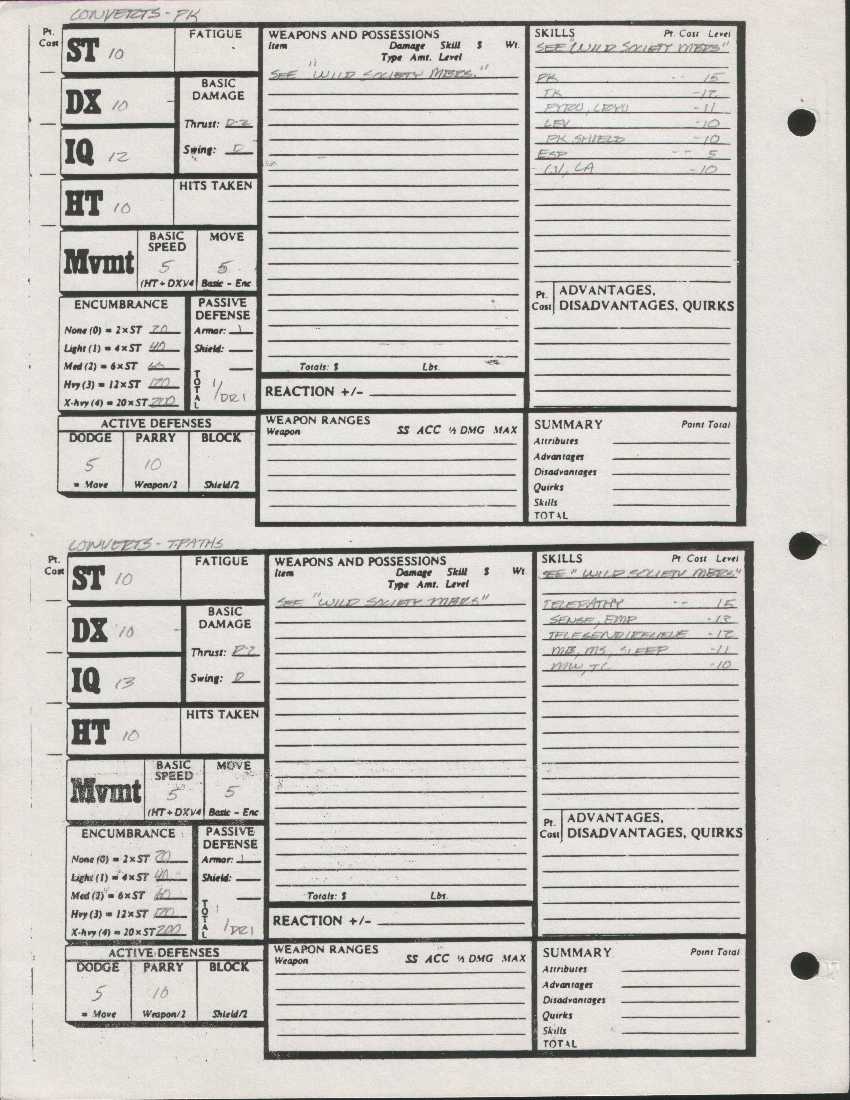 CONVERTS - PK
Pt. Cost
ST 10
FATIGUE
DX 10
BASIC DAMAGE
Thrust: D-2
Swing: D
IQ 12
HT 10
HITS TAKEN
Mvmt
BASIC SPEED
5
(HT+DX)/4
MOVE
5
Basic - Enc
ENCUMBRANCE
None (0) = 2×ST 20
Light (1) = 4×ST 40
Med (2) = 6×ST 60
Hvy (3) = 12×ST 120
X-hvy (4) = 20×ST 200
PASSIVE DEFENSE
Armor: 1
Shield:
TOTAL 1/DR1
ACTIVE DEFENSES
DODGE PARRY BLOCK
5 10
= Move Weapon/2 Shield/2
WEAPONS AND POSSESSIONS
Item Damage Skill $ Wt.
Type Amt. Level
SEE "WILD SOCIETY MBRS."
Totals: $ Lbs.
REACTION +/-
WEAPON RANGES
Weapon SS ACC ½ DMG MAX
SKILLS Pt. Cost Level
SEE "WILD SOCIETY MBRS"
PK -- 15
TK -12
PYRO, CRYO -11
LEV -10
PK SHIELD -10
ESP -- 5
CV, CA -10
Pt. Cost
ADVANTAGES,
DISADVANTAGES, QUIRKS
SUMMARY Point Total
Attributes
Advantages
Disadvantages
Quirks
Skills
TOTAL
CONVERTS - T-PATHS
Pt. Cost
ST 10
FATIGUE
DX 10
BASIC DAMAGE
Thrust: D-2
Swing: D
IQ 13
HT 10
HITS TAKEN
Mvmt
BASIC SPEED
5
(HT+DX)/4
MOVE
5
Basic - Enc
ENCUMBRANCE
None (0) = 2×ST 20
Light (1) = 4×ST 40
Med (2) = 6×ST 60
Hvy (3) = 12×ST 120
X-hvy (4) = 20×ST 200
PASSIVE DEFENSE
Armor: 1
Shield:
TOTAL 1/DR1
ACTIVE DEFENSES
DODGE PARRY BLOCK
5 10
= Move Weapon/2 Shield/2
WEAPONS AND POSSESSIONS
Item Damage Skill $ Wt.
Type Amt. Level
SEE "WILD SOCIETY MBRS"
Totals: $ Lbs.
REACTION +/-
WEAPON RANGES
Weapon SS ACC ½ DMG MAX
SKILLS Pt. Cost Level
SEE "WILD SOCIETY MBRS"
TELEPATHY -- 15
SENSE, EMP -13
TELESEND/RECEIVE -12
MB, MS, SLEEP -11
MW, TC -10
Pt. Cost
ADVANTAGES,
DISADVANTAGES, QUIRKS
SUMMARY Point Total
Attributes
Advantages
Disadvantages
Quirks
Skills
TOTAL